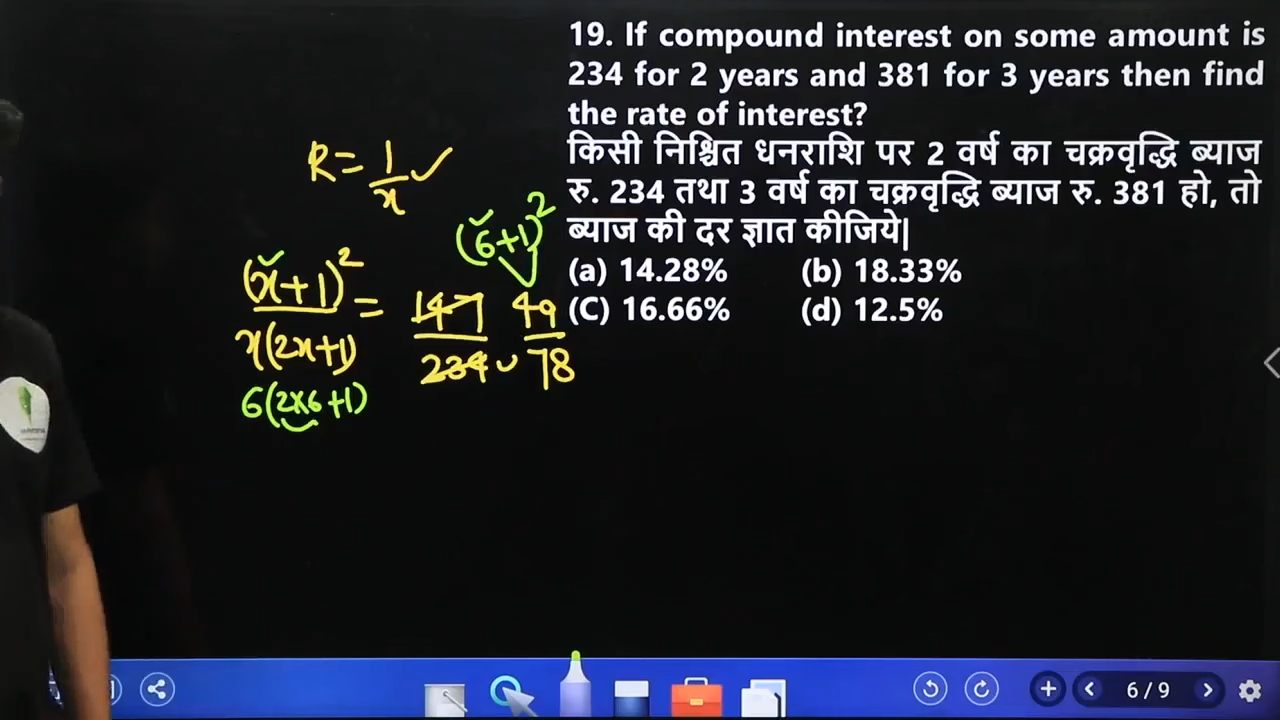 19. If compound interest on some amount is
234 for 2 years and 381 for 3 years then find
the rate of interest?
किसी निश्चित धनराशि पर 2 वर्ष का चक्रवृद्धि ब्याज
रु. 234 तथा 3 वर्ष का चक्रवृद्धि ब्याज रु. 381 हो, तो
ब्याज की दर ज्ञात कीजिये|
(a) 14.28% (b) 18.33%
(C) 16.66% (d) 12.5%
R = 1/x ✓
(6+1)²
(x+1)² / x(2x+1) = 147/234 49/78
6(2×6+1)
6 / 9